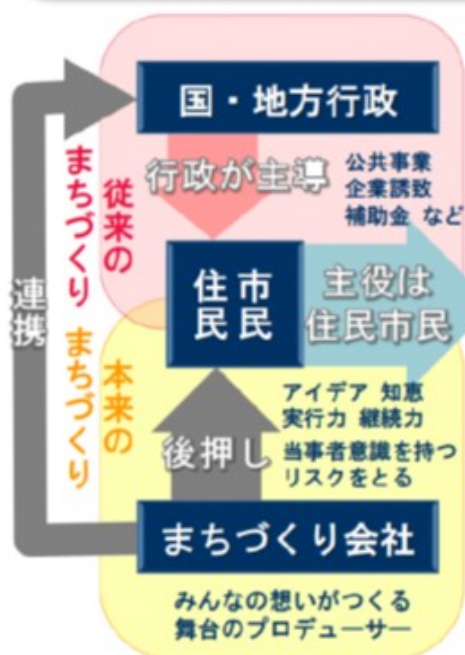 国・地方行政
行政が主導
公共事業
企業誘致
補助金 など
従来の
まちづくり
連携
市民
住民
主役は
住民市民
本来の
まちづくり
アイデア 知恵
実行力 継続力
後押し
当事者意識を持つ
リスクをとる
まちづくり会社
みんなの想いがつくる
舞台のプロデューサー